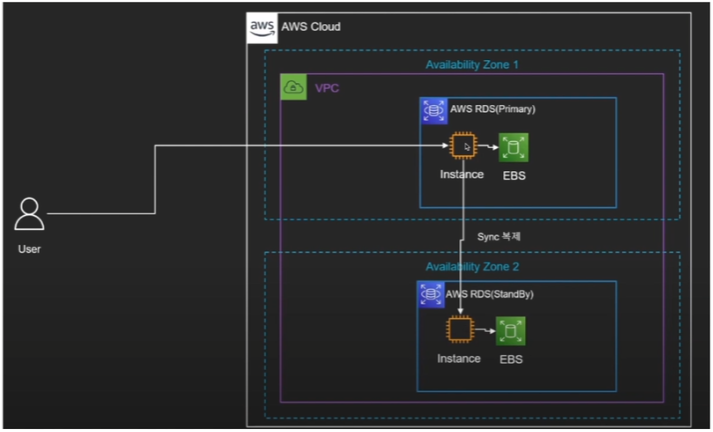 aws
AWS Cloud
Availability Zone 1
VPC
AWS RDS(Primary)
Instance
EBS
User
Sync 복제
Availability Zone 2
AWS RDS(StandBy)
Instance
EBS